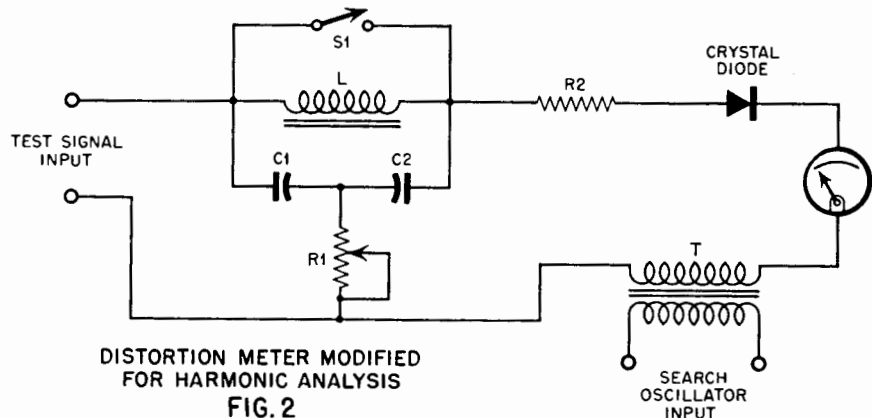 S1
CRYSTAL
DIODE
L
R2
TEST SIGNAL
INPUT
C1
C2
R1
T
DISTORTION METER MODIFIED
FOR HARMONIC ANALYSIS
FIG. 2
SEARCH
OSCILLATOR
INPUT